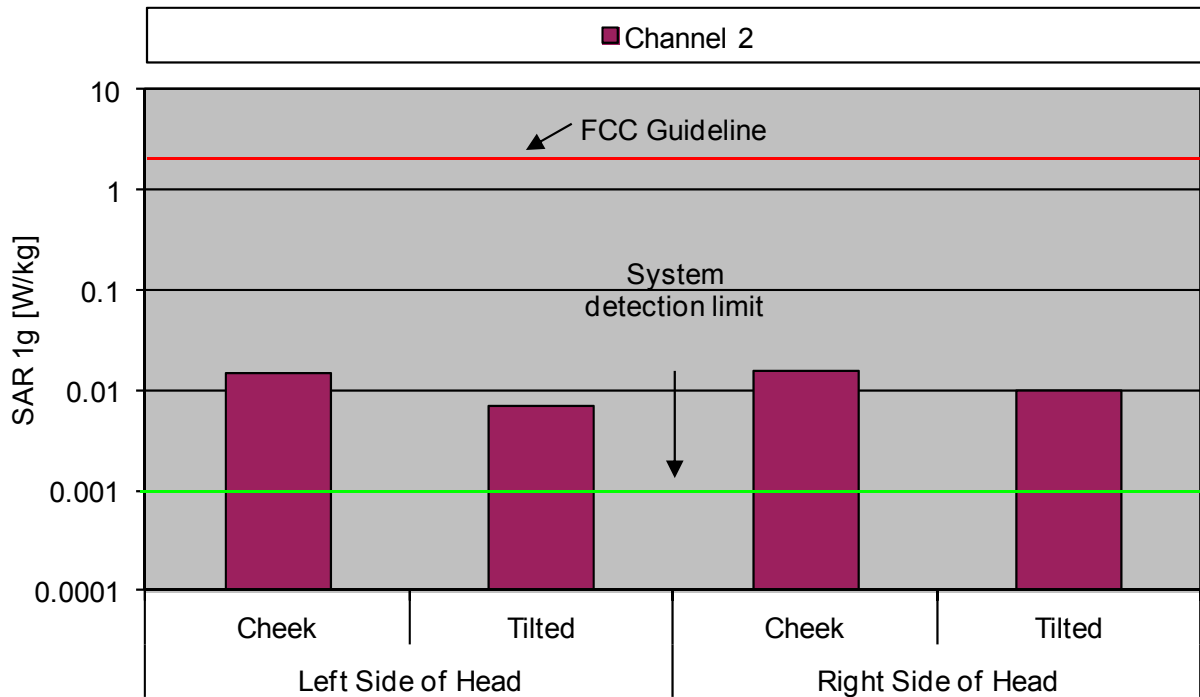 Channel 2
10
FCC Guideline
1
System
0.1
detection limit
SAR 1g [W/kg]
0.01
0.001
0.0001
Cheek Tilted Cheek Tilted
Left Side of Head Right Side of Head